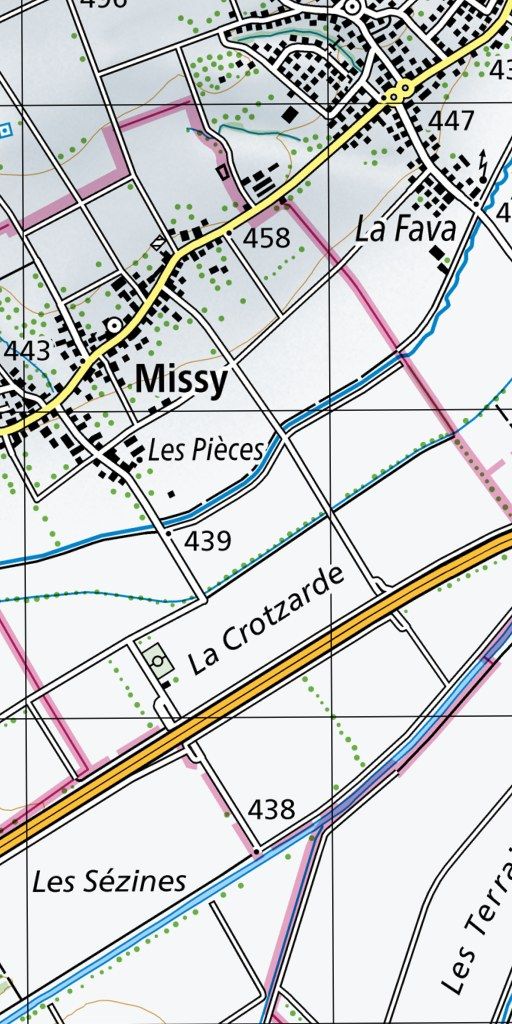 447
La Fava
458
443
Missy
Les Pièces
439
La Crotzarde
438
Les Sézines